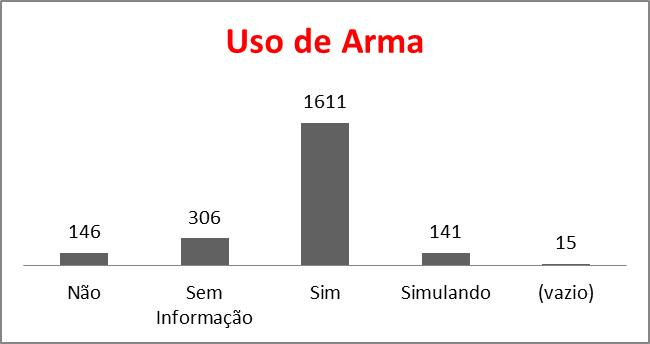 Uso de Arma
1611
306
146
141
15
Não
Sem
Informação
Sim
Simulando
(vazio)